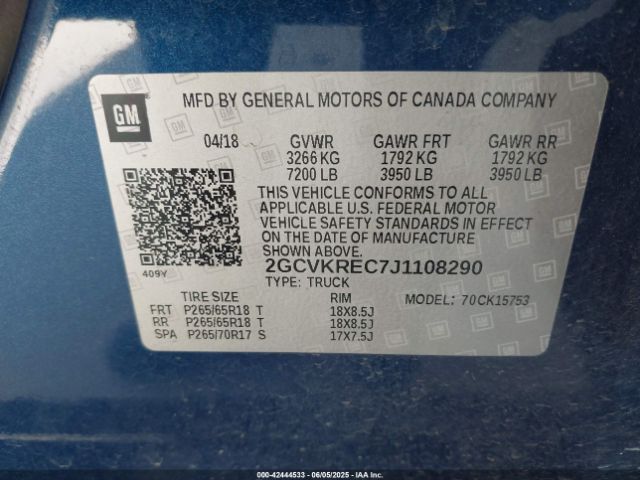 GM
MFD BY GENERAL MOTORS OF CANADA COMPANY
04/18 GVWR GAWR FRT GAWR RR
3266 KG 1792 KG 1792 KG
7200 LB 3950 LB 3950 LB
THIS VEHICLE CONFORMS TO ALL
APPLICABLE U.S. FEDERAL MOTOR
VEHICLE SAFETY STANDARDS IN EFFECT
ON THE DATE OF MANUFACTURE
SHOWN ABOVE.
2GCVKREC7J1108290
TYPE: TRUCK
409Y
TIRE SIZE RIM MODEL: 70CK15753
FRT P265/65R18 T 18X8.5J
RR P265/65R18 T 18X8.5J
SPA P265/70R17 S 17X7.5J
000-42444533 - 06/05/2025 - IAAI, Inc.